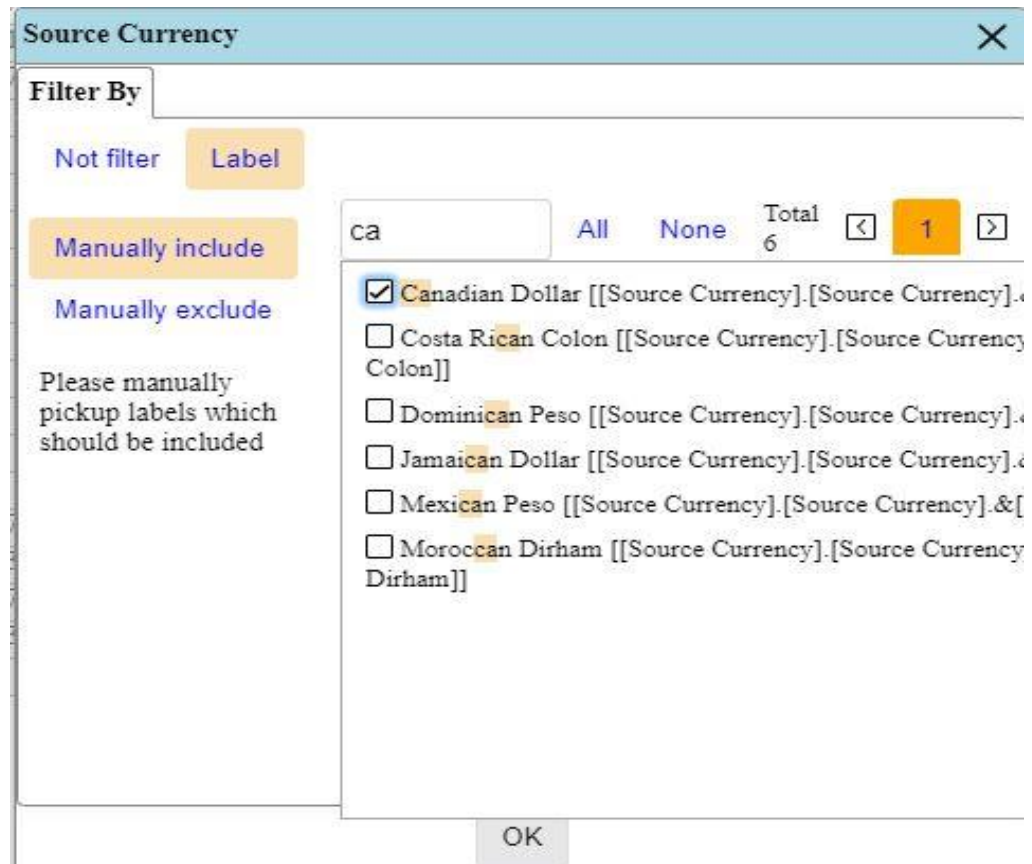 Source Currency
Filter By
Not filter Label
Manually include
Manually exclude
Please manually
pickup labels which
should be included
ca All None Total 6 < 1 >
Canadian Dollar [[Source Currency].[Source Currency].&
Costa Rican Colon [[Source Currency].[Source Currency
Colon]]
Dominican Peso [[Source Currency].[Source Currency].&
Jamaican Dollar [[Source Currency].[Source Currency].&
Mexican Peso [[Source Currency].[Source Currency].&[
Moroccan Dirham [[Source Currency].[Source Currency
Dirham]]
OK